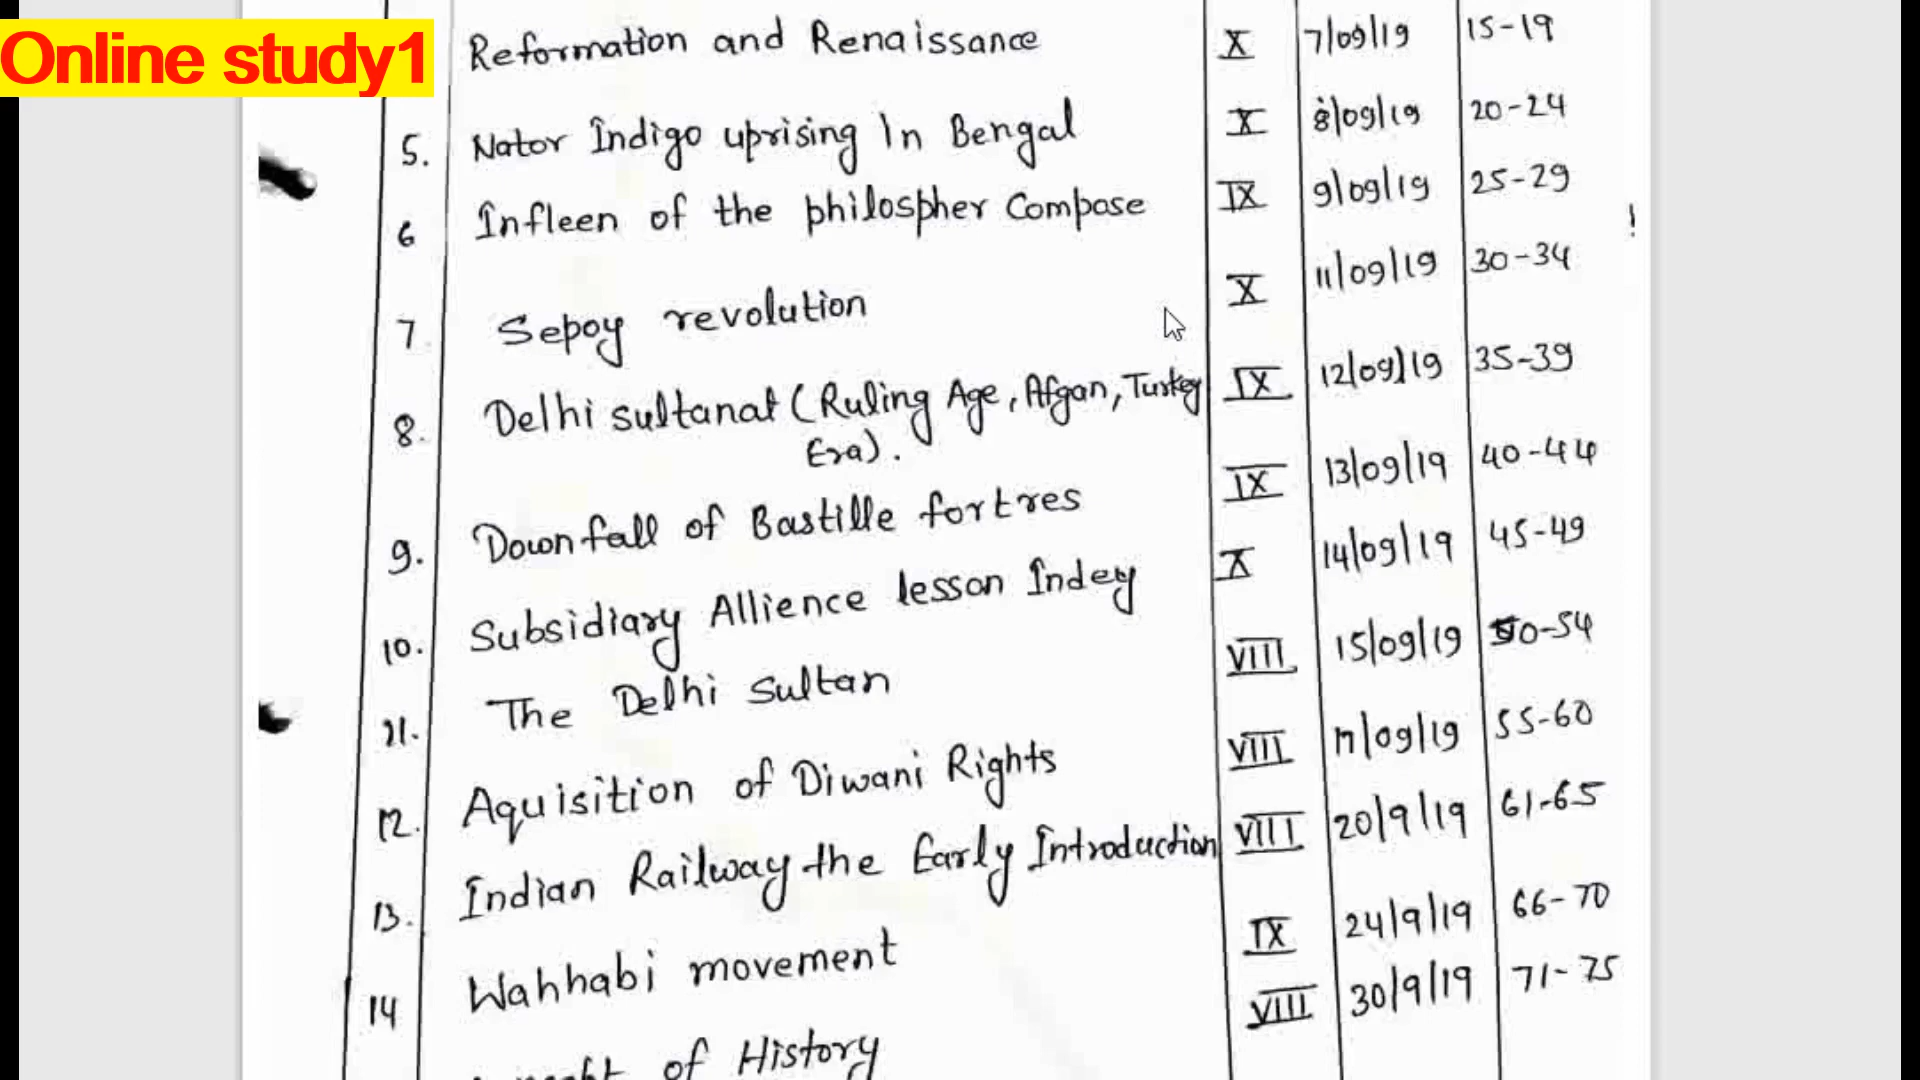 Online study1
Reformation and Renaissance X 7/09/19 15-19
5. Nator Indigo uprising In Bengal X 8/09/19 20-24
6 Infleen of the philospher Compose IX 9/09/19 25-29
7 Sepoy revolution X 11/09/19 30-34
8. Delhi sultanat (Ruling Age, Afgan, Turkey IX 12/09/19 35-39
Era).
9. Downfall of Bastille fortres IX 13/09/19 40-44
10. Subsidiary Allience lesson Indey X 14/09/19 45-49
11. The Delhi Sultan VIII 15/09/19 50-54
12. Aquisition of Diwani Rights VIII 17/09/19 55-60
13. Indian Railway the Early Introduction VIII 20/9/19 61-65
14 Wahhabi movement IX 24/9/19 66-70
of History VIII 30/9/19 71-75